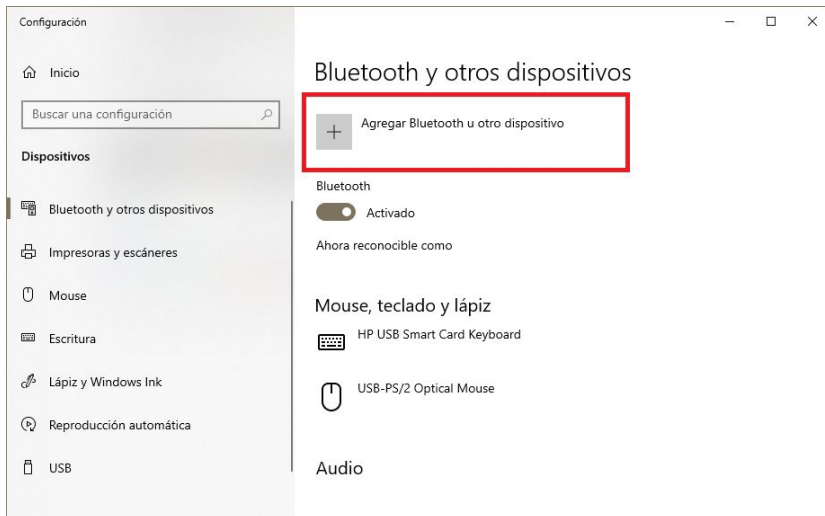 Configuración
Inicio
Buscar una configuración
Dispositivos
Bluetooth y otros dispositivos
Impresoras y escáneres
Mouse
Escritura
Lápiz y Windows Ink
Reproducción automática
USB
Bluetooth y otros dispositivos
Agregar Bluetooth u otro dispositivo
Bluetooth
Activado
Ahora reconocible como
Mouse, teclado y lápiz
HP USB Smart Card Keyboard
USB-PS/2 Optical Mouse
Audio